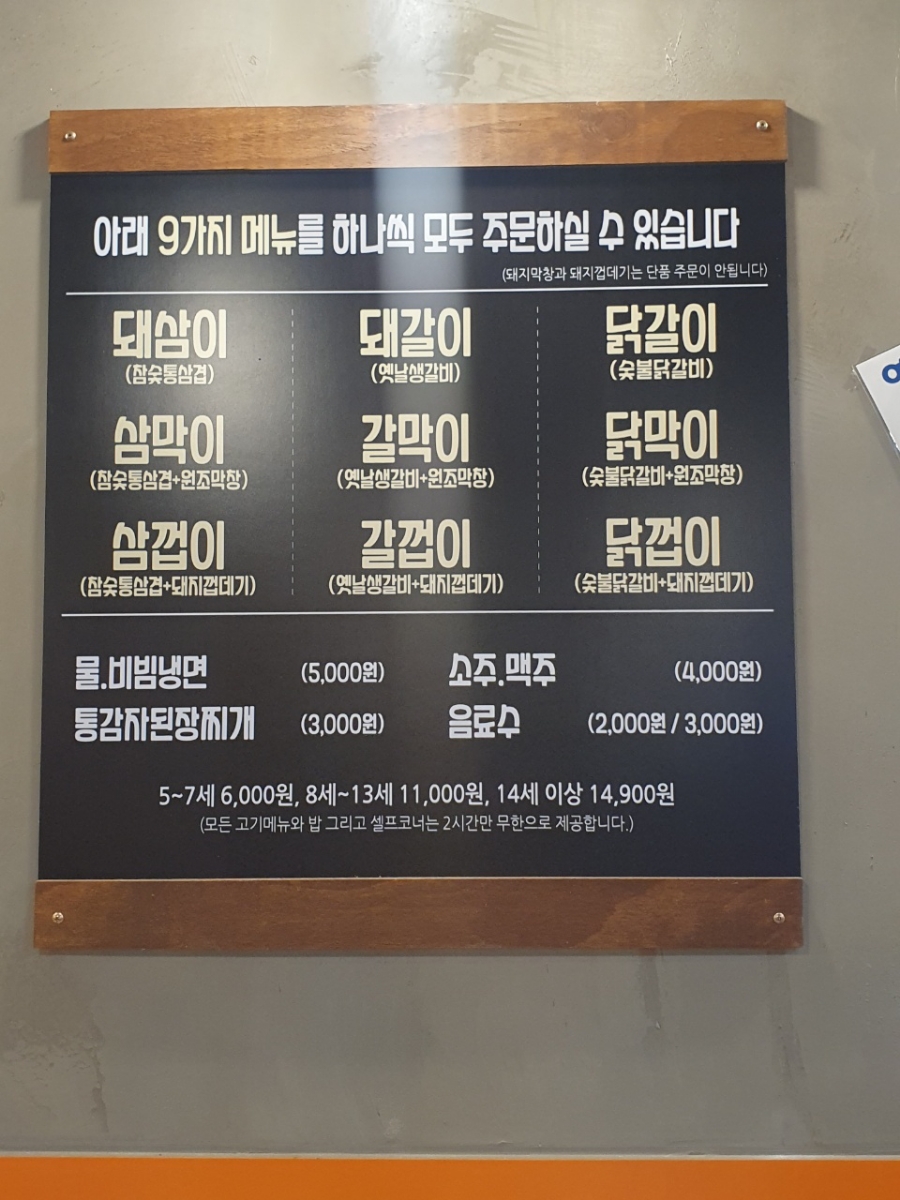 아래 9가지 메뉴를 하나씩 모두 주문하실 수 있습니다
(돼지막창과 돼지껍데기는 단품 주문이 안됩니다)
돼삼이 돼갈이 닭갈이
(참숯통삼겹) (옛날생갈비) (숯불닭갈비)
삼막이 갈막이 닭막이
(참숯통삼겹+원조막창) (옛날생갈비+원조막창) (숯불닭갈비+원조막창)
삼껍이 갈껍이 닭껍이
(참숯통삼겹+돼지껍데기) (옛날생갈비+돼지껍데기) (숯불닭갈비+돼지껍데기)
물.비빔냉면 (5,000원) 소주.맥주 (4,000원)
통감자된장찌개 (3,000원) 음료수 (2,000원 / 3,000원)
5~7세 6,000원, 8세~13세 11,000원, 14세 이상 14,900원
(모든 고기메뉴와 밥 그리고 셀프코너는 2시간만 무한으로 제공합니다.)